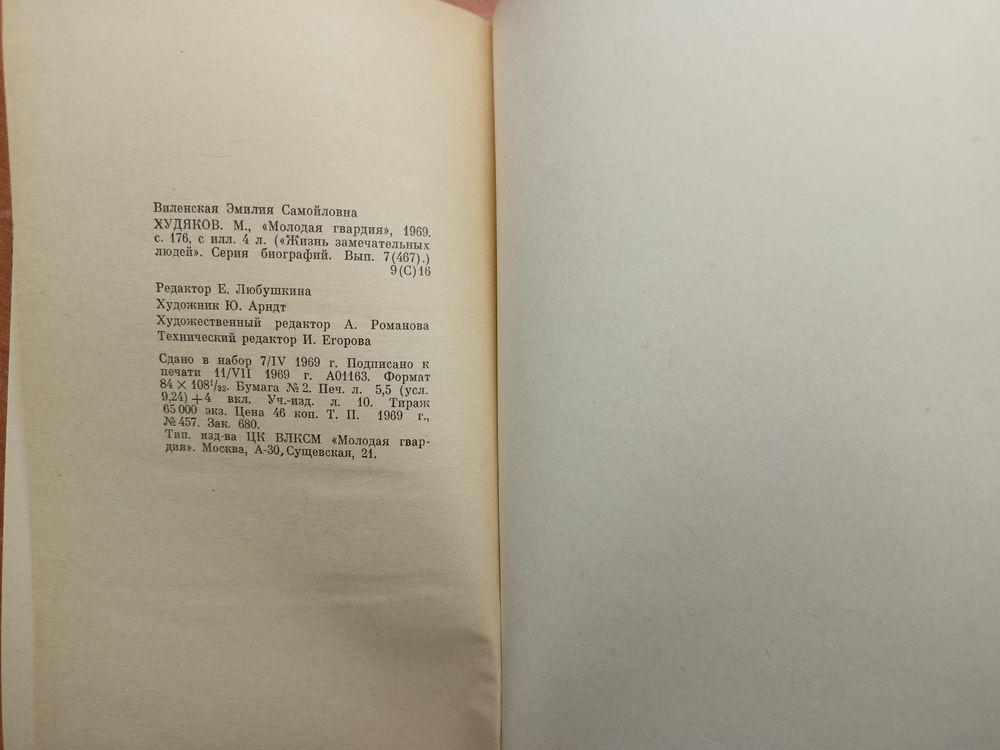 Виленская Эмилия Самойловна
ХУДЯКОВ. М., «Молодая гвардия», 1969.
с. 176, с илл. 4 л. («Жизнь замечательных
людей». Серия биографий. Вып. 7(467).)
9(С)16
Редактор Е. Любушкина
Художник Ю. Арндт
Художественный редактор А. Романова
Технический редактор И. Егорова
Сдано в набор 7/IV 1969 г. Подписано к
печати 11/VII 1969 г. А01163. Формат
84×108¹/₃₂. Бумага № 2. Печ. л. 5,5 (усл.
9,24)+4 вкл. Уч.-изд. л. 10. Тираж
65 000 экз. Цена 46 коп. Т. П. 1969 г.,
№ 457. Зак. 680.
Тип. изд-ва ЦК ВЛКСМ «Молодая гвар-
дия». Москва, А-30, Сущевская, 21.